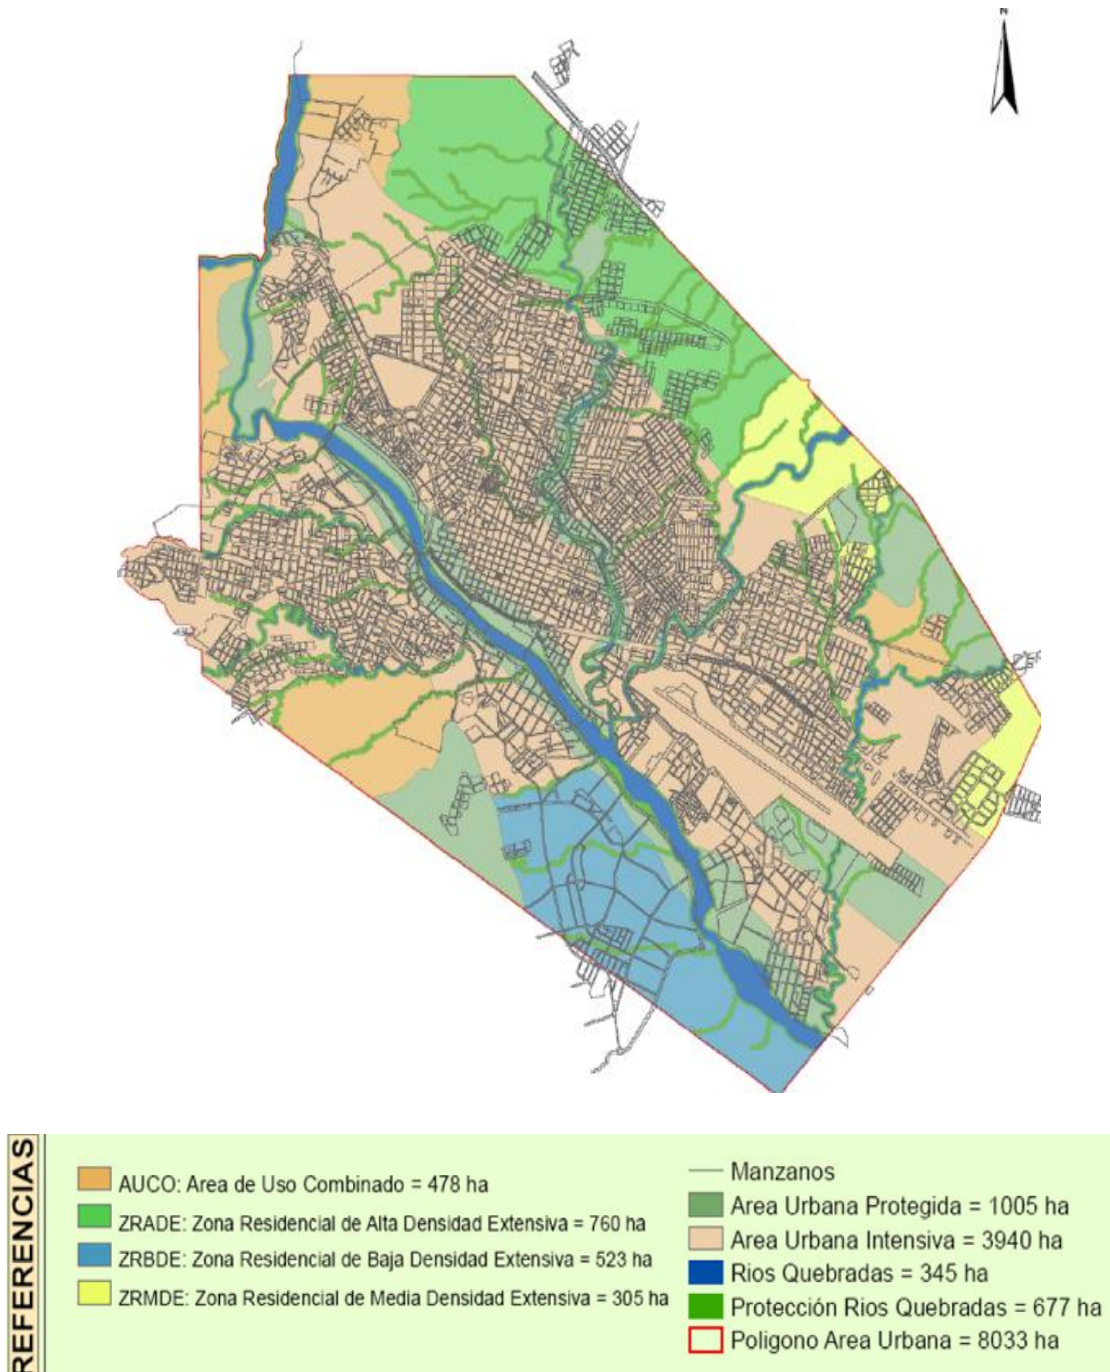 N
REFERENCIAS
AUCO: Area de Uso Combinado = 478 ha
ZRADE: Zona Residencial de Alta Densidad Extensiva = 760 ha
ZRBDE: Zona Residencial de Baja Densidad Extensiva = 523 ha
ZRMDE: Zona Residencial de Media Densidad Extensiva = 305 ha
Manzanos
Area Urbana Protegida = 1005 ha
Area Urbana Intensiva = 3940 ha
Rios Quebradas = 345 ha
Protección Rios Quebradas = 677 ha
Poligono Area Urbana = 8033 ha